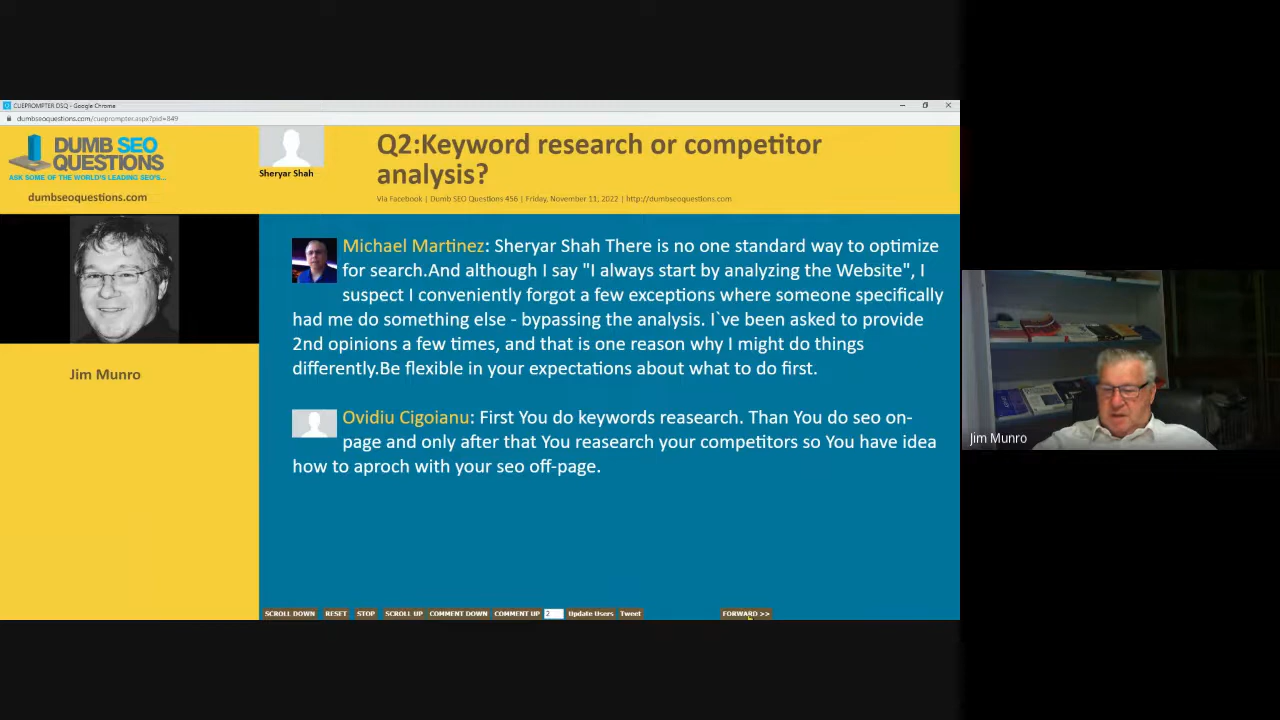 CUEPROMPTER DSQ - Google Chrome
dumbseoquestions.com/cueprompter.aspx?pid=849
DUMB SEO
QUESTIONS
ASK SOME OF THE WORLD'S LEADING SEO'S...
dumbseoquestions.com
Sheryar Shah
Q2:Keyword research or competitor
analysis?
Via Facebook | Dumb SEO Questions 456 | Friday, November 11, 2022 | http://dumbseoquestions.com
Jim Munro
Michael Martinez: Sheryar Shah There is no one standard way to optimize
for search.And although I say "I always start by analyzing the Website", I
suspect I conveniently forgot a few exceptions where someone specifically
had me do something else - bypassing the analysis. I`ve been asked to provide
2nd opinions a few times, and that is one reason why I might do things
differently.Be flexible in your expectations about what to do first.
Ovidiu Cigoianu: First You do keywords reasearch. Than You do seo on-
page and only after that You reasearch your competitors so You have idea
how to aproch with your seo off-page.
SCROLL DOWN RESET STOP SCROLL UP COMMENT DOWN COMMENT UP 2 Update Users Tweet FORWARD >>
Jim Munro